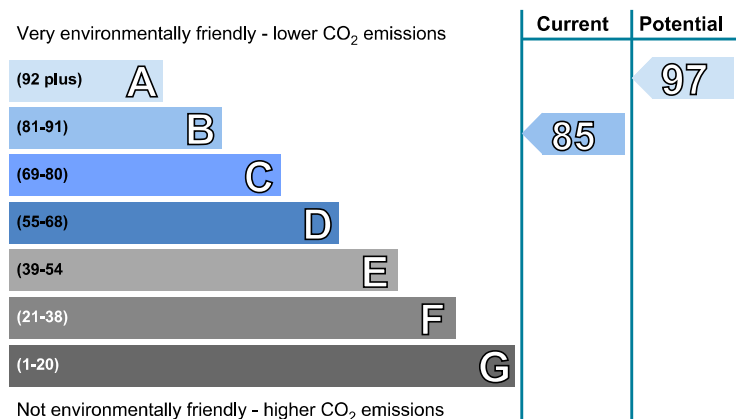 Very environmentally friendly - lower CO2 emissions
Current
Potential
(92 plus) A
97
(81-91) B
85
(69-80) C
(55-68) D
(39-54 E
(21-38) F
(1-20) G
Not environmentally friendly - higher CO2 emissions